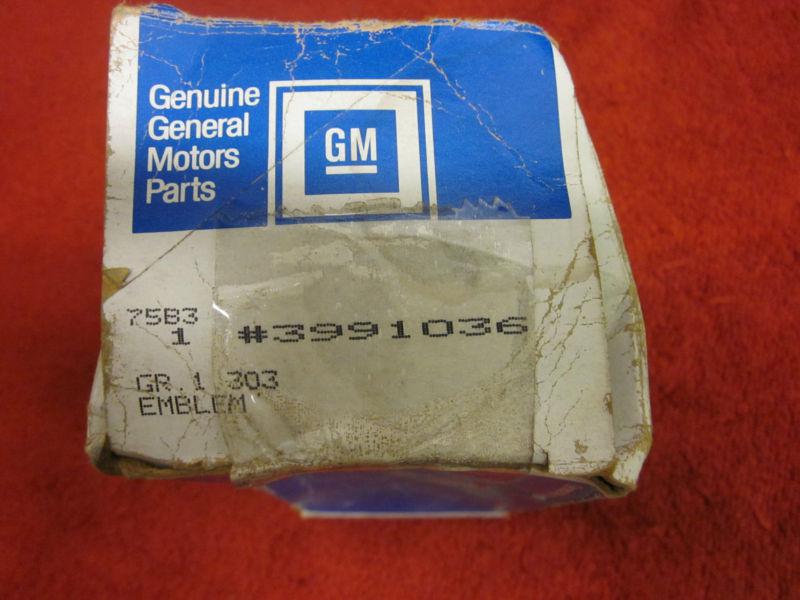 Genuine
General
Motors
Parts
GM
75B3
1 #3991036
GR.1.303
EMBLEM